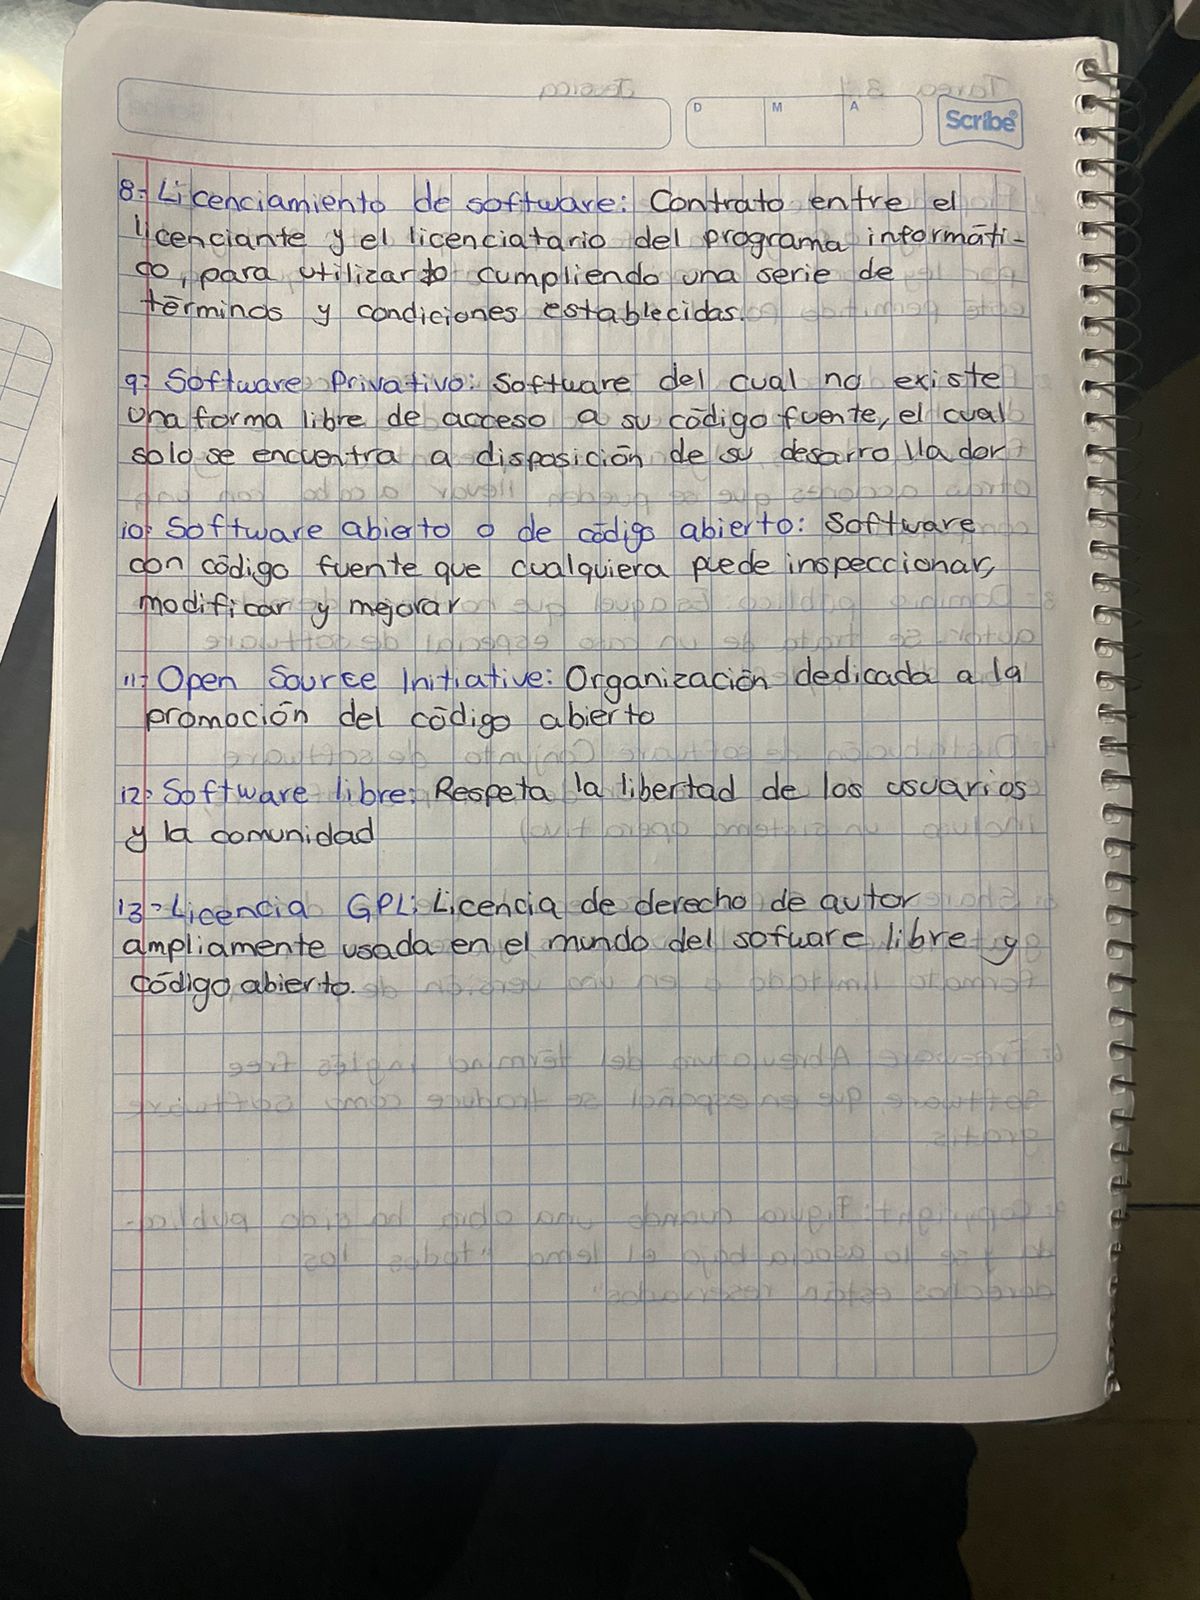 D M A
Scribe
8.- Licenciamiento de software: Contrato entre el
licenciante y el licenciatario del programa informáti-
co, para utilizarlo cumpliendo una serie de
términos y condiciones establecidas.
9.- Software Privativo: Software del cual no existe
una forma libre de acceso a su código fuente, el cual
solo se encuentra a disposición de su desarrollador
10.- Software abierto o de código abierto: Software
con código fuente que cualquiera puede inspeccionar,
modificar y mejorar
11.- Open Source Initiative: Organización dedicada a la
promoción del código abierto
12.- Software libre: Respeta la libertad de los usuarios
y la comunidad
13.- Licencia GPL: Licencia de derecho de autor
ampliamente usada en el mundo del sofware libre y
código abierto.